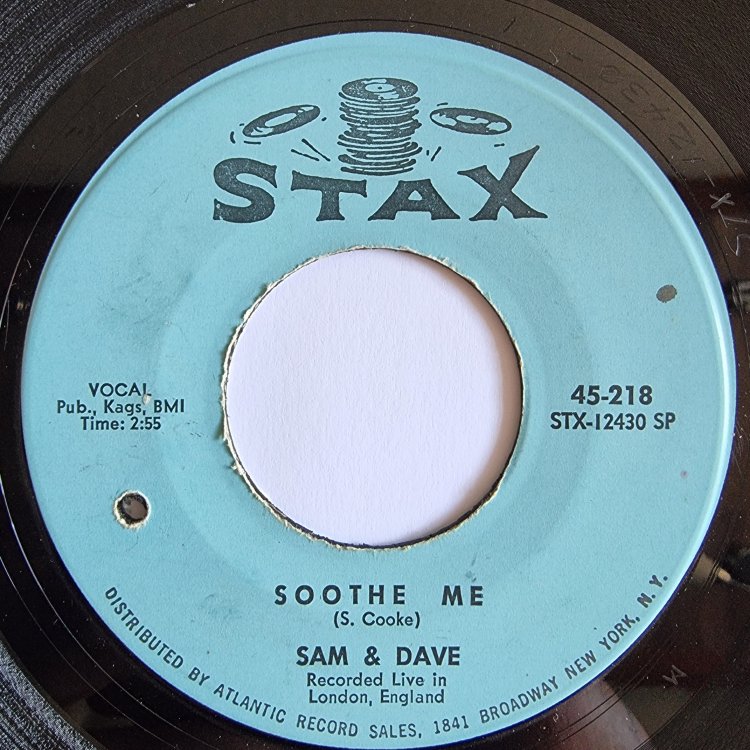 STAX
VOCAL
Pub., Kags, BMI
Time: 2:55
45-218
STX-12430 SP
SOOTHE ME
(S. Cooke)
SAM & DAVE
Recorded Live in
London, England
DISTRIBUTED BY ATLANTIC RECORD SALES, 1841 BROADWAY NEW YORK, N.Y.